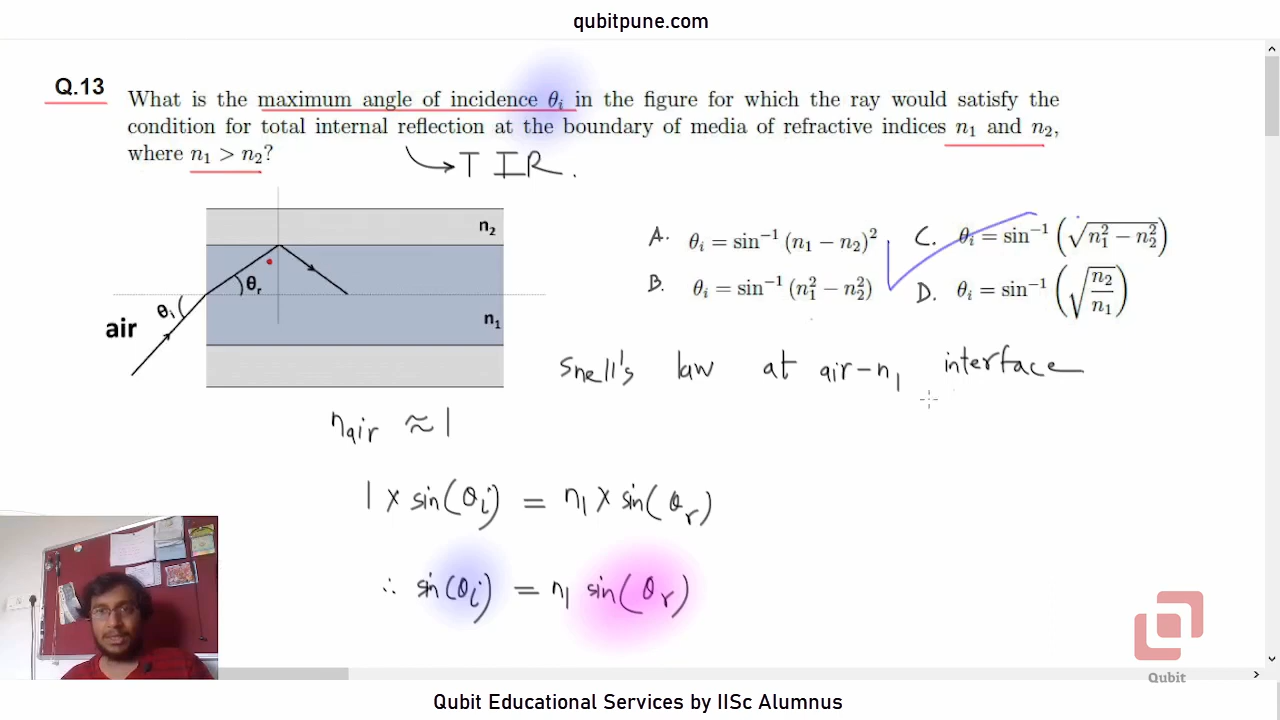 qubitpune.com
Q.13
What is the maximum angle of incidence θi in the figure for which the ray would satisfy the
condition for total internal reflection at the boundary of media of refractive indices n₁ and n₂,
where n₁ > n₂?
TIR.
n₂
θr
θi
air
n₁
A. θi = sin⁻¹ (n₁ − n₂)²
C. θi = sin⁻¹ (√(n₁² − n₂²))
B. θi = sin⁻¹ (n₁² − n₂²)
D. θi = sin⁻¹ (√(n₂/n₁))
Snell's law at air-n₁ interface
nair ≈ 1
1 × sin(θi) = n₁ × sin(θr)
∴ sin(θi) = n₁ sin(θr)
Qubit
Qubit Educational Services by IISc Alumnus